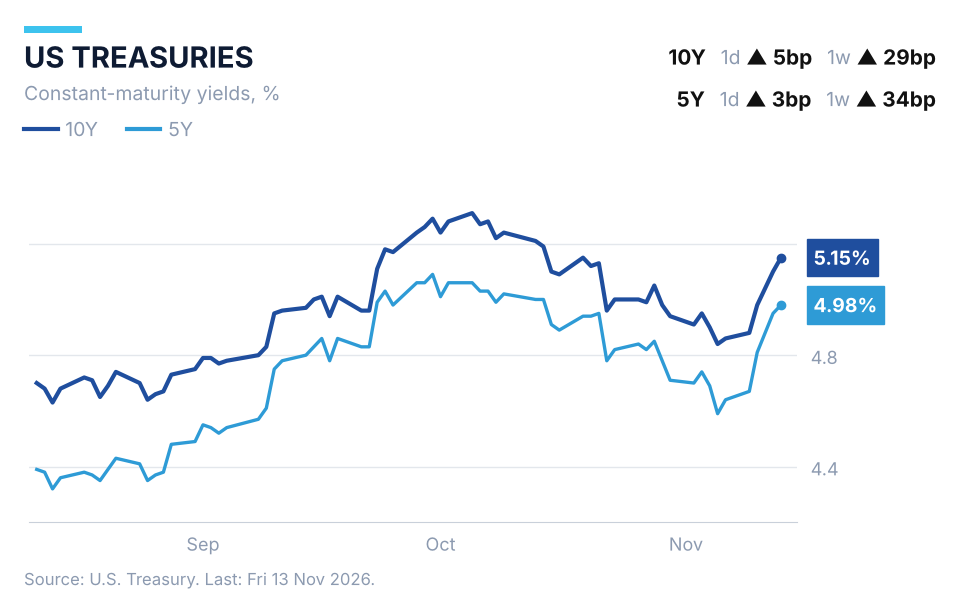 US TREASURIES
Constant-maturity yields, %
10Y 5Y
10Y 1d ▲ 5bp 1w ▲ 29bp
5Y 1d ▲ 3bp 1w ▲ 34bp
5.15%
4.98%
4.8
4.4
Sep Oct Nov
Source: U.S. Treasury. Last: Fri 13 Nov 2026.